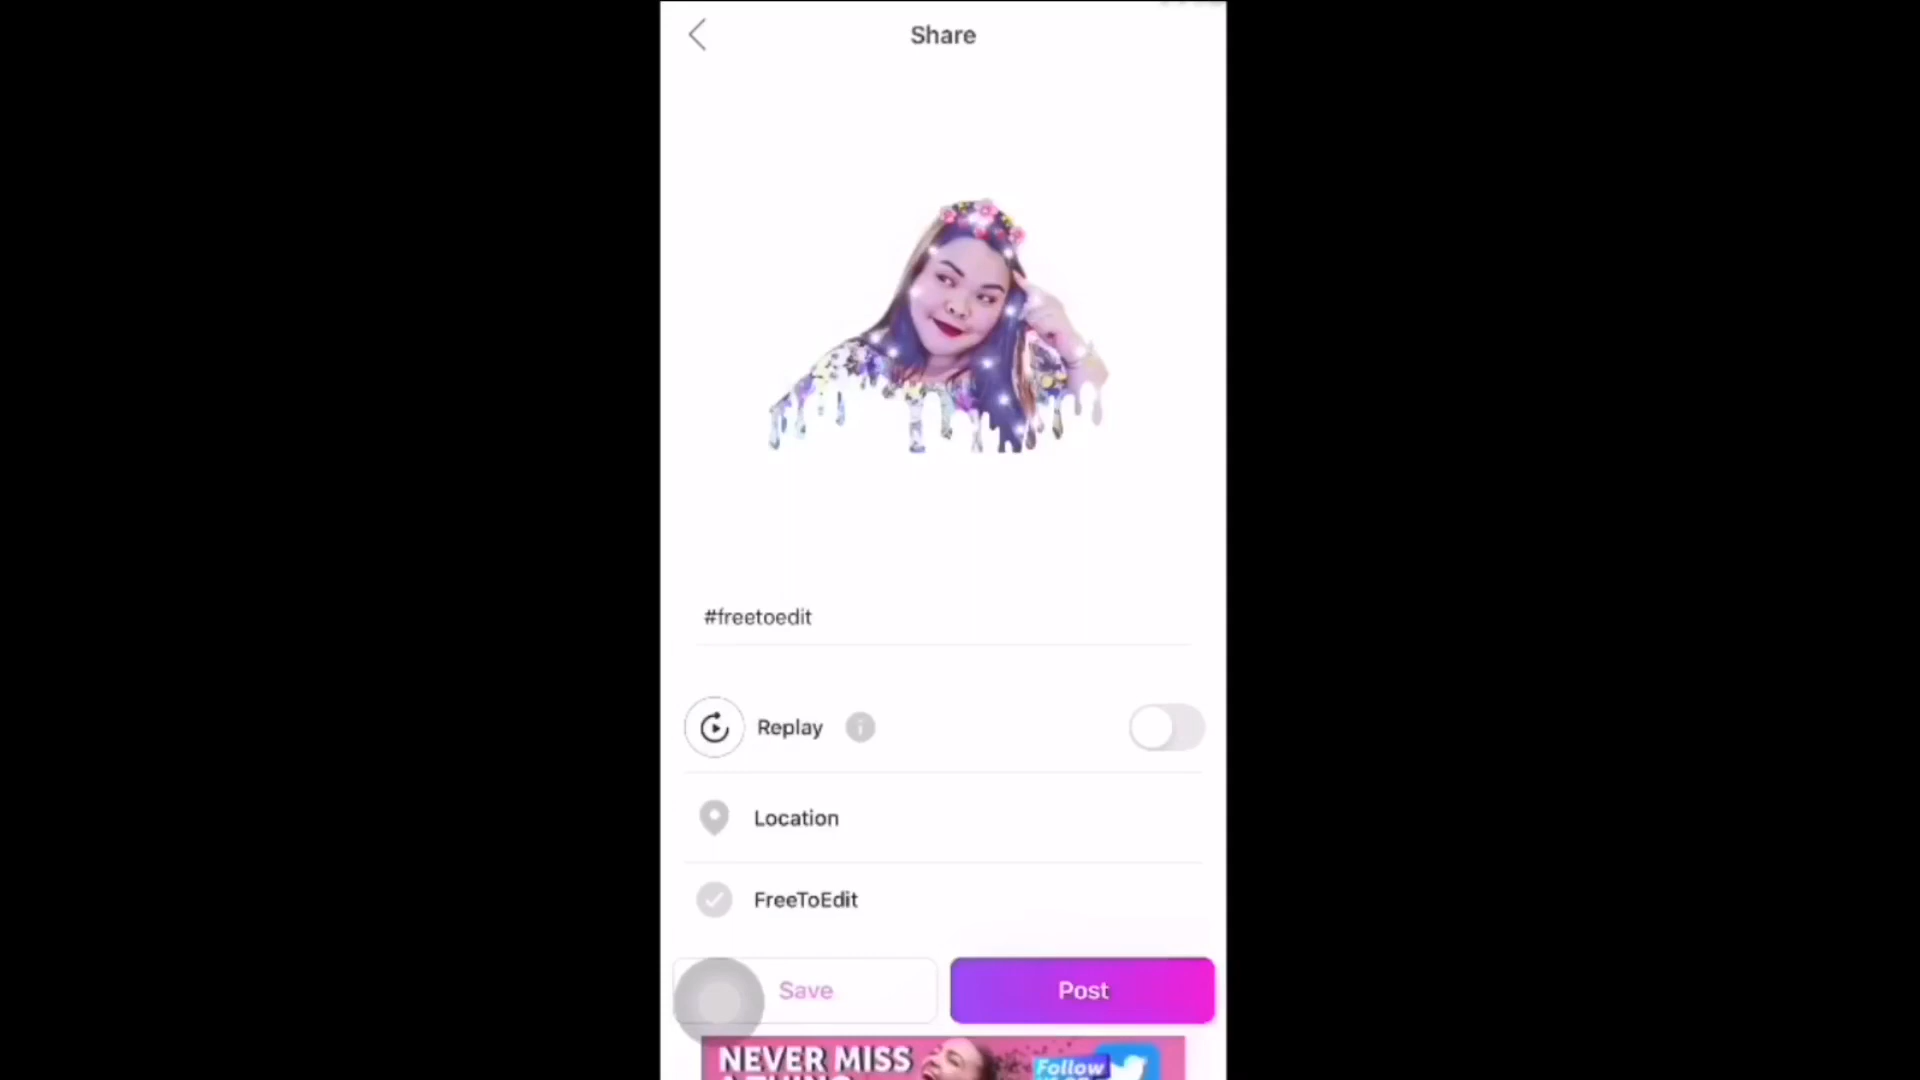 Share
#freetoedit
Replay
Location
FreeToEdit
Save
Post
NEVER MISS
Follow